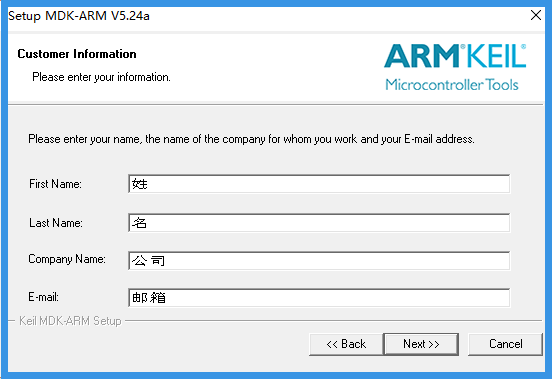 Setup MDK-ARM V5.24a
Customer Information
Please enter your information.
ARM®KEIL®
Microcontroller Tools
Please enter your name, the name of the company for whom you work and your E-mail address.
First Name: 姓
Last Name: 名
Company Name: 公司
E-mail: 邮箱
Keil MDK-ARM Setup
<< Back Next >> Cancel